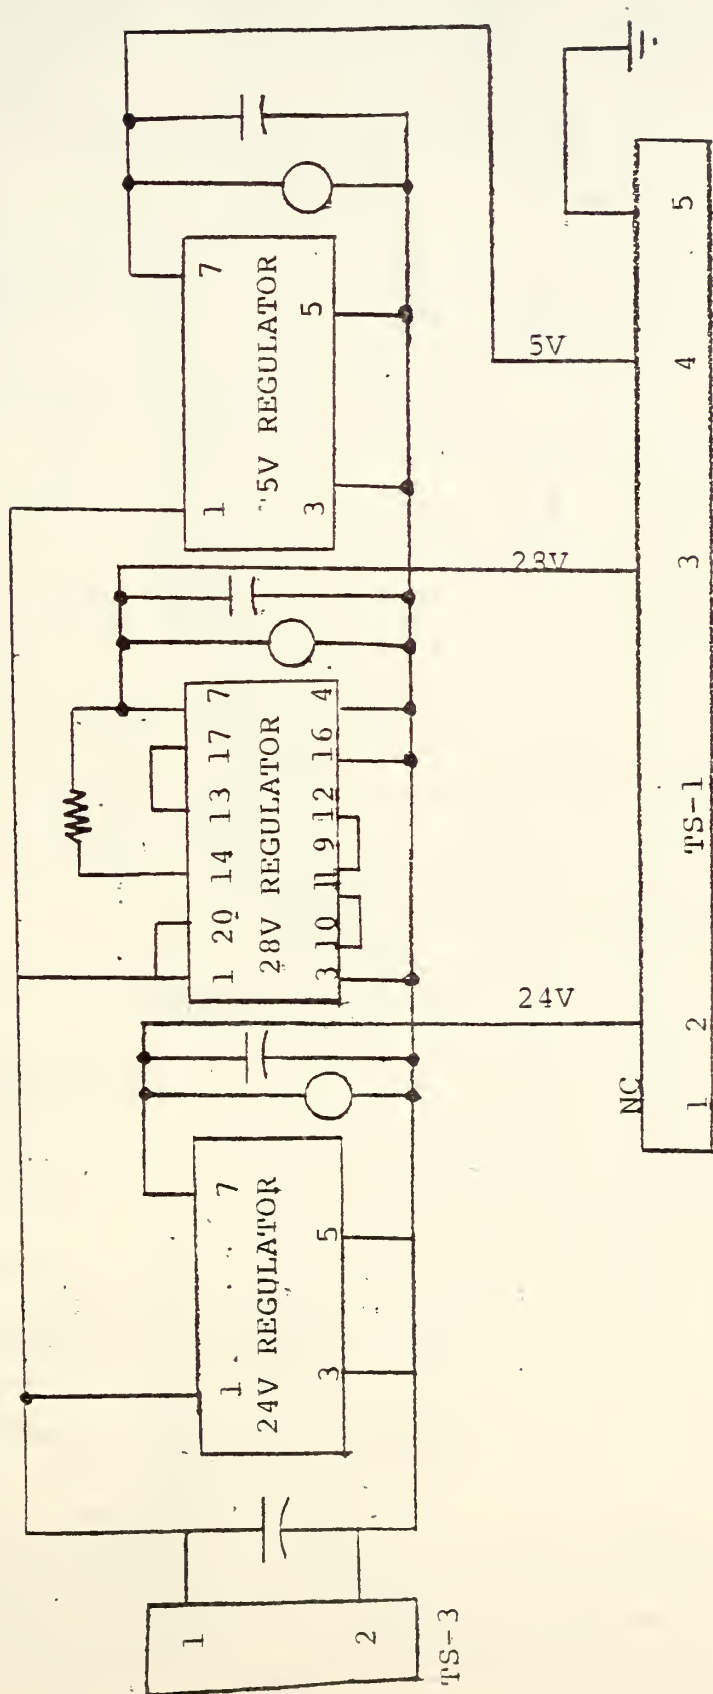 1
2
TS-3
1 7
24V REGULATOR
3 5
1 20 14 13 17 7
28V REGULATOR
3 10 11 9 12 16 4
1 7
5V REGULATOR
3 5
24V
23V
5V
NC
1 2 3 4 5
TS-1